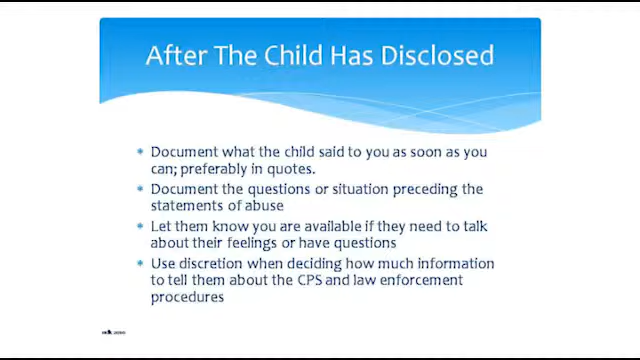 After The Child Has Disclosed
Document what the child said to you as soon as you
can; preferably in quotes.
Document the questions or situation preceding the
statements of abuse
Let them know you are available if they need to talk
about their feelings or have questions
Use discretion when deciding how much information
to tell them about the CPS and law enforcement
procedures